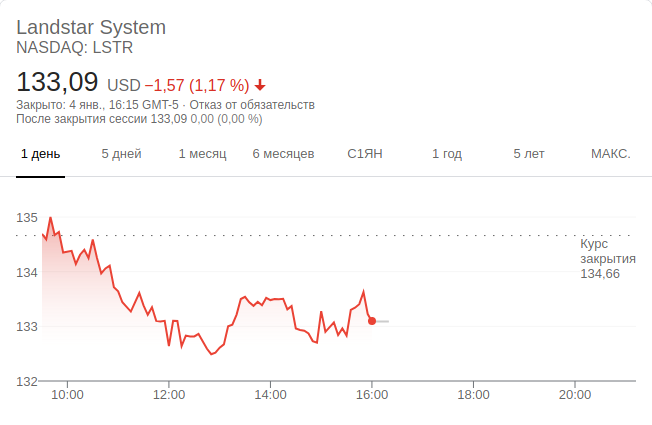 Landstar System
NASDAQ: LSTR
133,09 USD −1,57 (1,17 %)
Закрыто: 4 янв., 16:15 GMT-5 · Отказ от обязательств
После закрытия сессии 133,09 0,00 (0,00 %)
1 день 5 дней 1 месяц 6 месяцев С1ЯН 1 год 5 лет МАКС.
135
Курс
закрытия
134,66
134
133
132
10:00 12:00 14:00 16:00 18:00 20:00